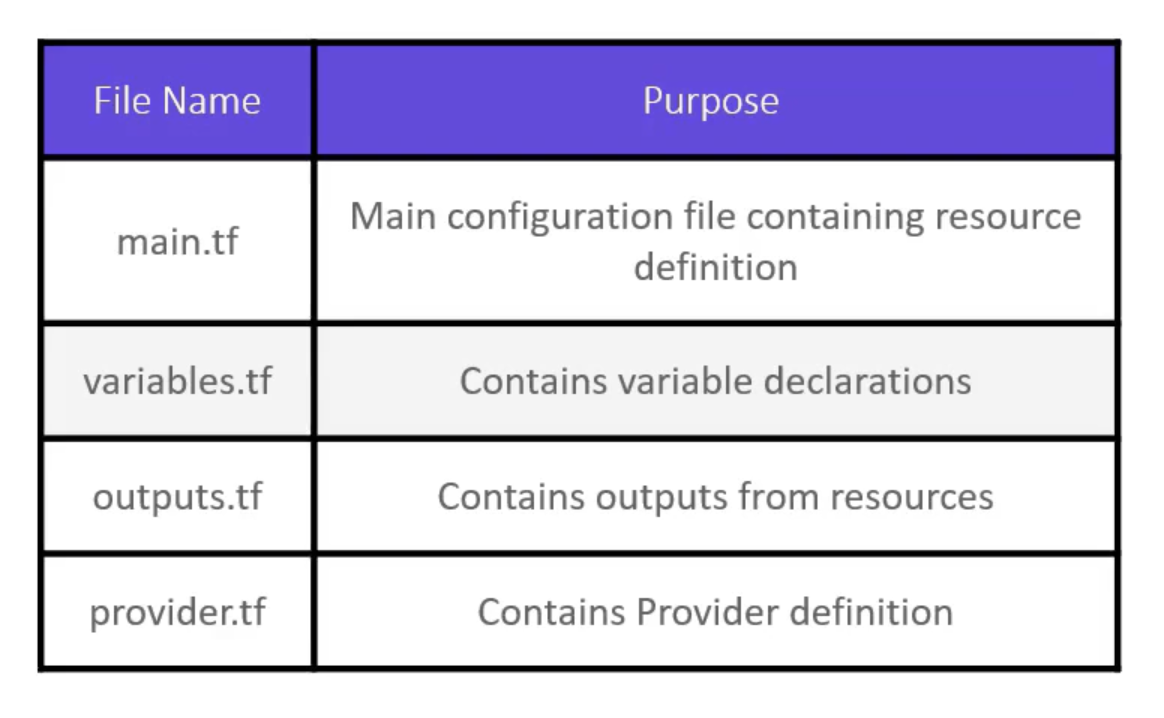 File Name
Purpose
main.tf
Main configuration file containing resource
definition
variables.tf
Contains variable declarations
outputs.tf
Contains outputs from resources
provider.tf
Contains Provider definition